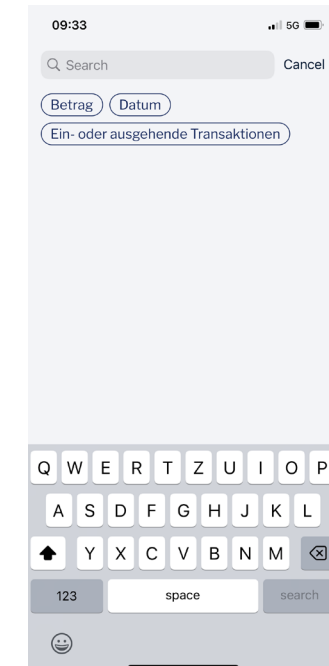 09:33 5G
Search Cancel
Betrag Datum
Ein- oder ausgehende Transaktionen
Q W E R T Z U I O P
A S D F G H J K L
Y X C V B N M
123 space search